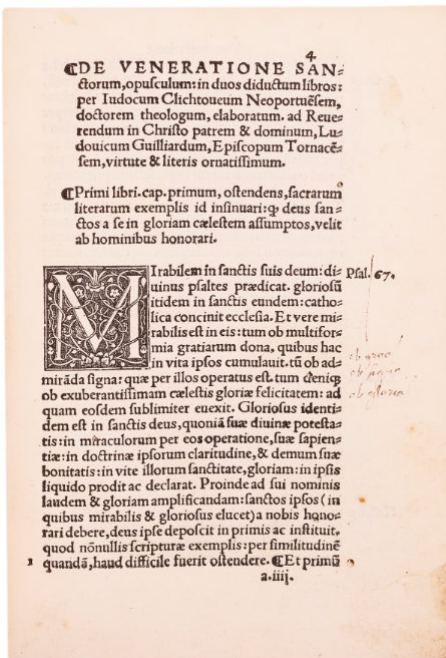 4
⸿DE VENERATIONE SAN⸗
ctorum,opusculum:in duos diductum libros:
per Iudocum Clichtoueum Neoportuẽsem,
doctorem theologum, elaboratum. ad Reue⸗
rendum in Christo patrem & dominum, Lu⸗
douicum Guilliardum, Episcopum Tornacẽ⸗
sem,virtute & literis ornatissimum.
⸿Primi libri.cap.primum, ostendens,sacrarum
literarum exemplis id insinuari:ꝙ deus san⸗
ctos a se in gloriam cælestem assumptos,velit
ab hominibus honorari.
MIrabilem in sanctis suis deum: di⸗ Psal. 67.
uinus psaltes prædicat. gloriosũ
itidem in sanctis eundem: catho⸗
lica concinit ecclesia. Et vere mi⸗
rabilis est in eis: tum ob multifor⸗
mia gratiarum dona, quibus hac
in vita ipsos cumulauit. tũ ob ad⸗
mirãda signa: quæ per illos operatus est. tum deniqꝫ
ob exuberantissimam cælestis gloriæ felicitatem: ad
quam eosdem sublimiter euexit. Gloriosus identi⸗
dem est in sanctis deus, quoniã suæ diuinæ potesta⸗
tis: in miraculorum per eos operatione, suæ sapien⸗
tiæ: in doctrinæ ipsorum claritudine, & demum suæ
bonitatis: in vite illorum sanctitate, gloriam: in ipsis
liquido prodit ac declarat. Proinde ad sui nominis
laudem & gloriam amplificandam: sanctos ipsos (in
quibus mirabilis & gloriosus elucet) a nobis hono⸗
rari debere, deus ipse deposcit in primis ac instituit.
quod nõnullis scripturæ exemplis: per similitudinẽ
quandã, haud difficile fuerit ostendere. ⸿Et primũ
a.iiij.